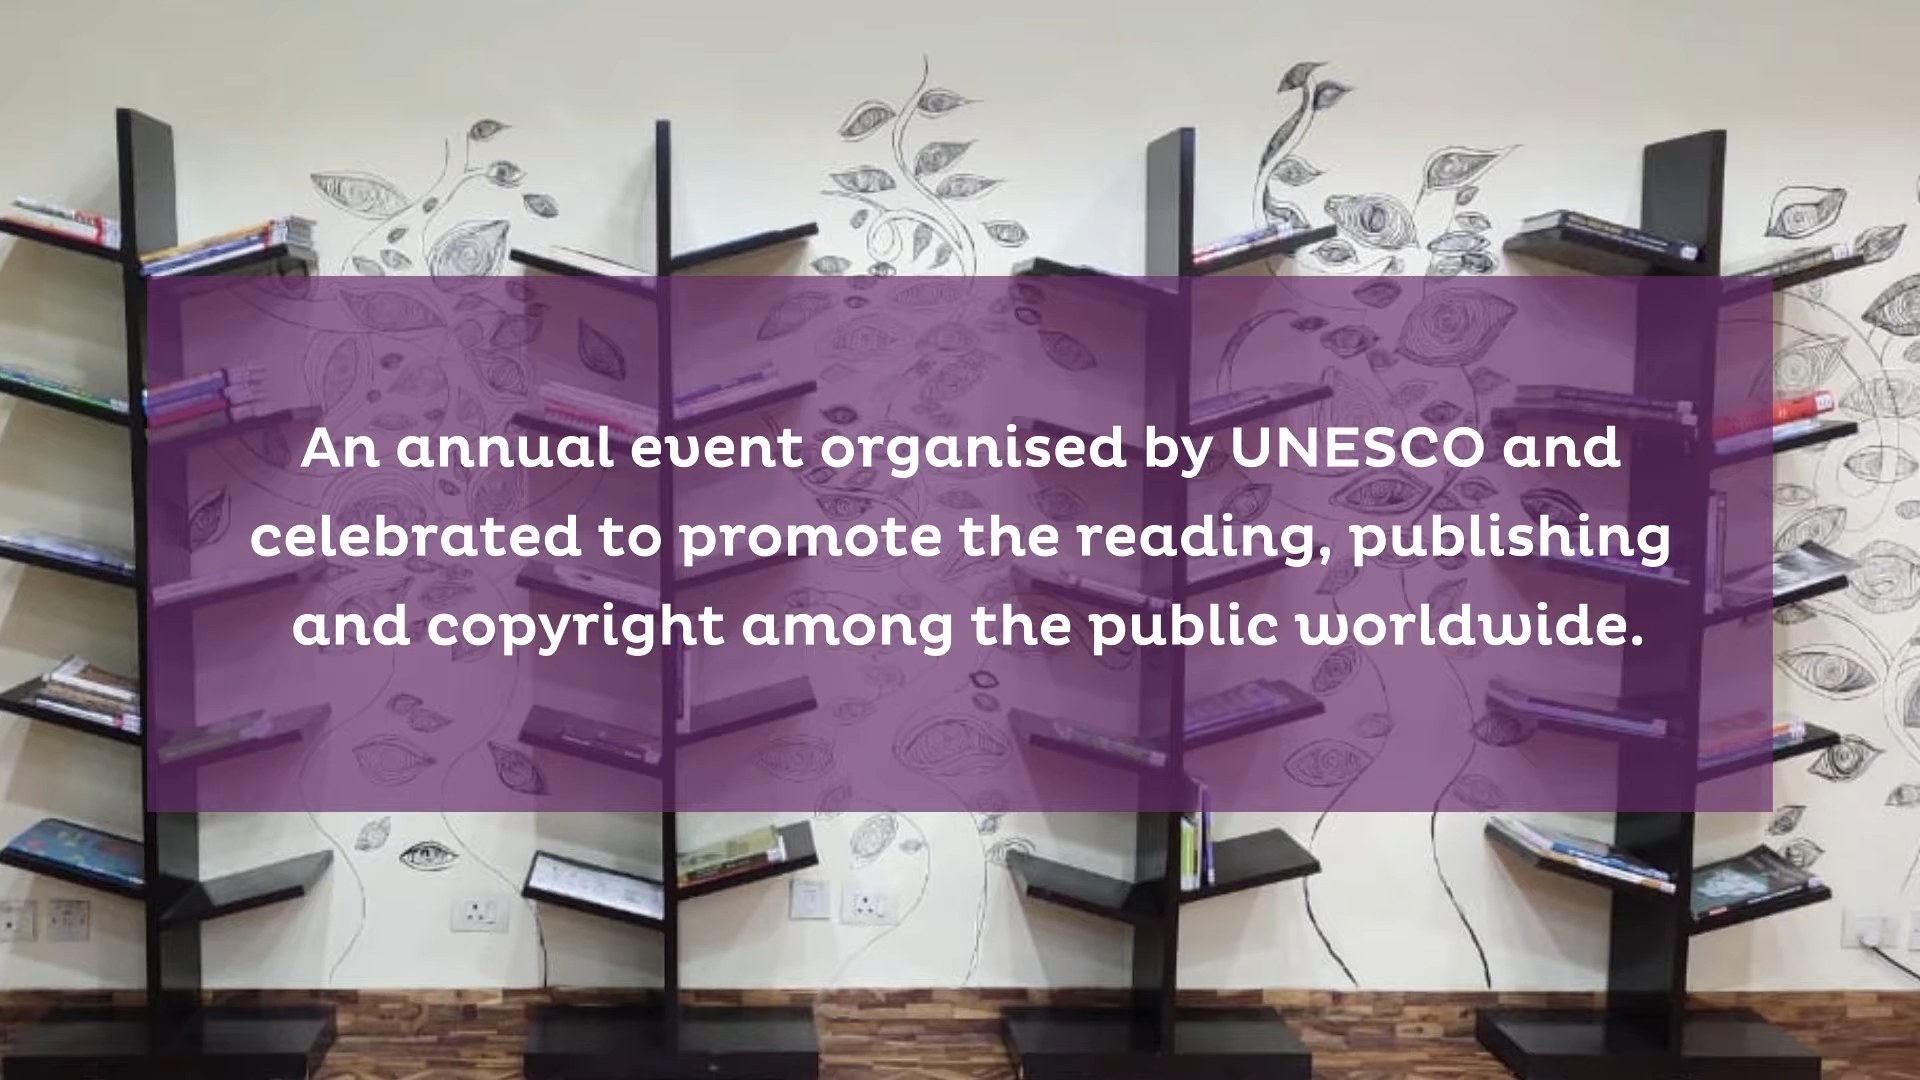 An annual event organised by UNESCO and
celebrated to promote the reading, publishing
and copyright among the public worldwide.